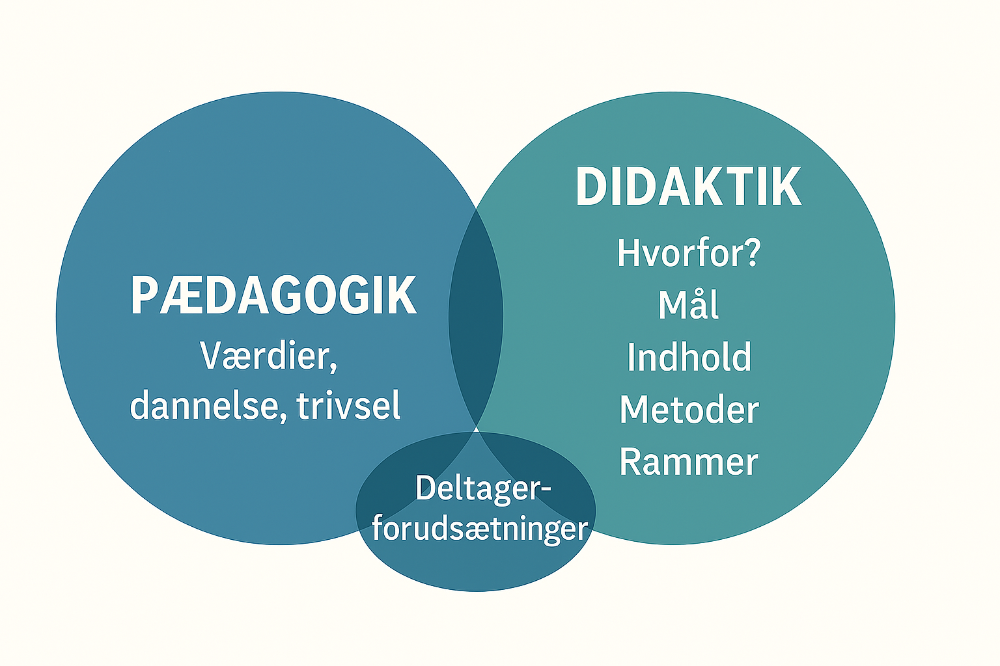 PÆDAGOGIK
Værdier,
dannelse, trivsel
DIDAKTIK
Hvorfor?
Mål
Indhold
Metoder
Rammer
Deltager-
forudsætninger